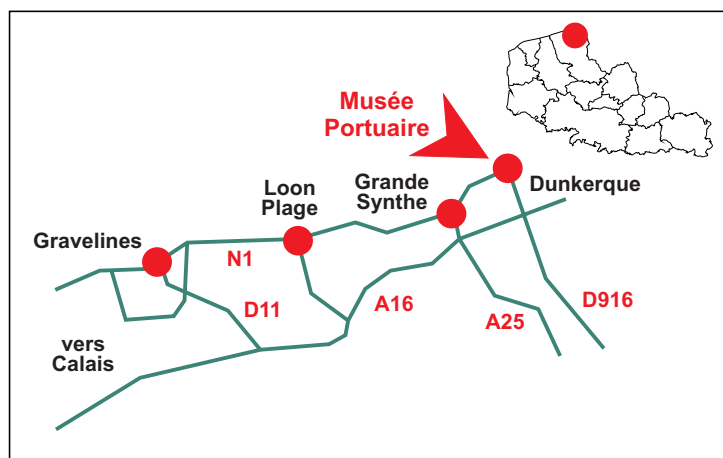 Musée
Portuaire
Grande
Synthe
Dunkerque
Loon
Plage
Gravelines
N1
D11
A16
A25
D916
vers
Calais